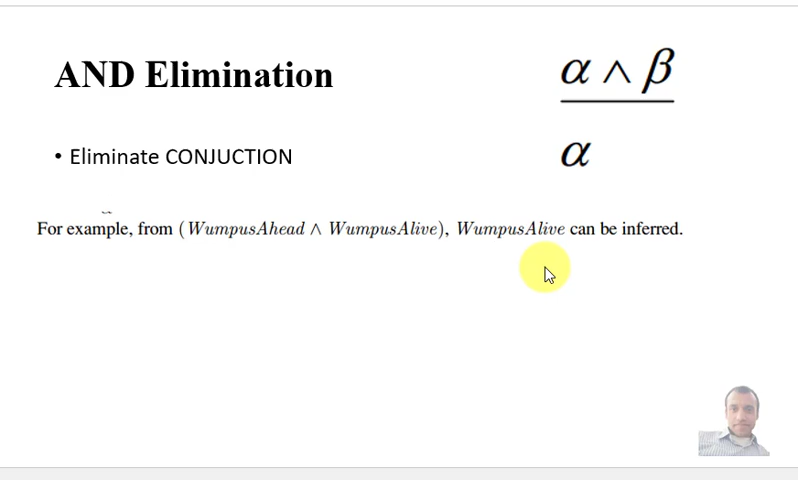 AND Elimination
α ∧ β
• Eliminate CONJUCTION
α
For example, from (WumpusAhead ∧ WumpusAlive), WumpusAlive can be inferred.